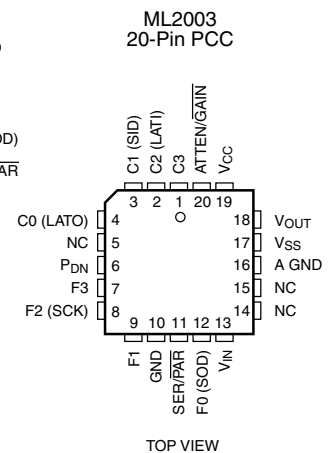 ML2003
20-Pin PCC
C1 (SID)
C2 (LATI)
C3
ATTEN/GAIN
VCC
3 2 1 20 19
C0 (LATO) 4 18 VOUT
NC 5 17 VSS
PDN 6 16 A GND
F3 7 15 NC
F2 (SCK) 8 14 NC
9 10 11 12 13
F1
GND
SER/PAR
F0 (SOD)
VIN
TOP VIEW